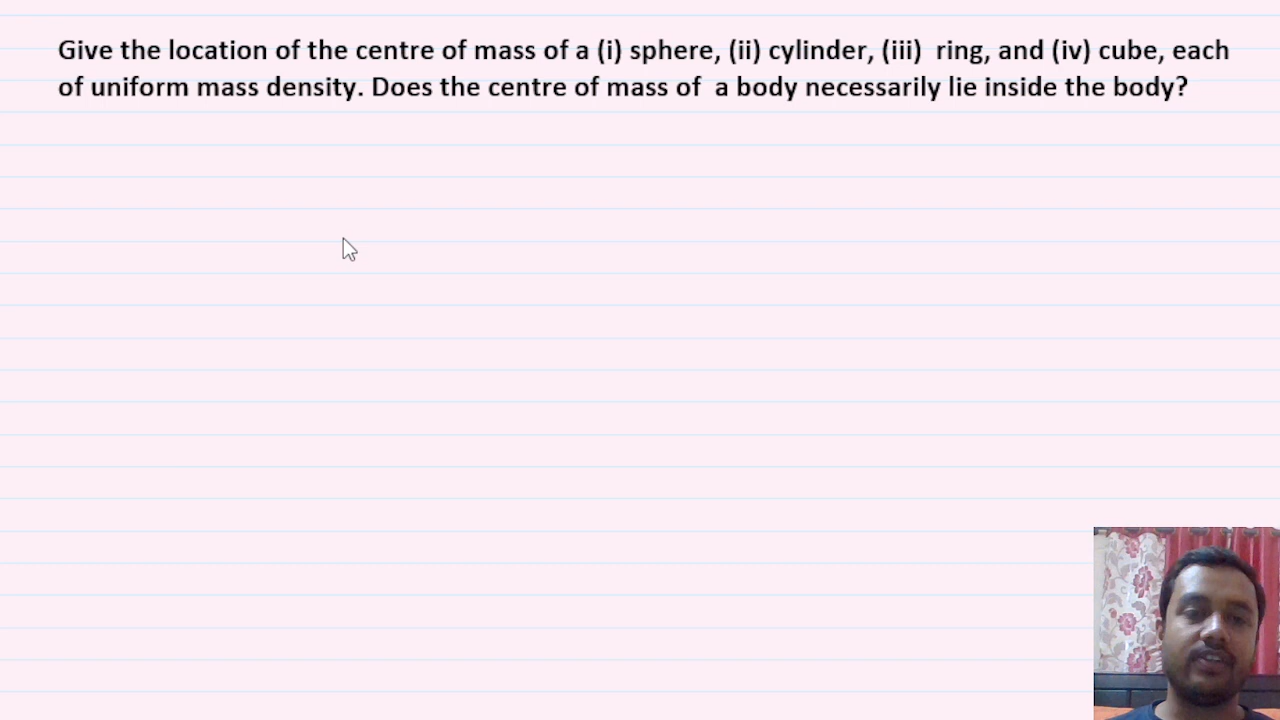 Give the location of the centre of mass of a (i) sphere, (ii) cylinder, (iii) ring, and (iv) cube, each
of uniform mass density. Does the centre of mass of a body necessarily lie inside the body?